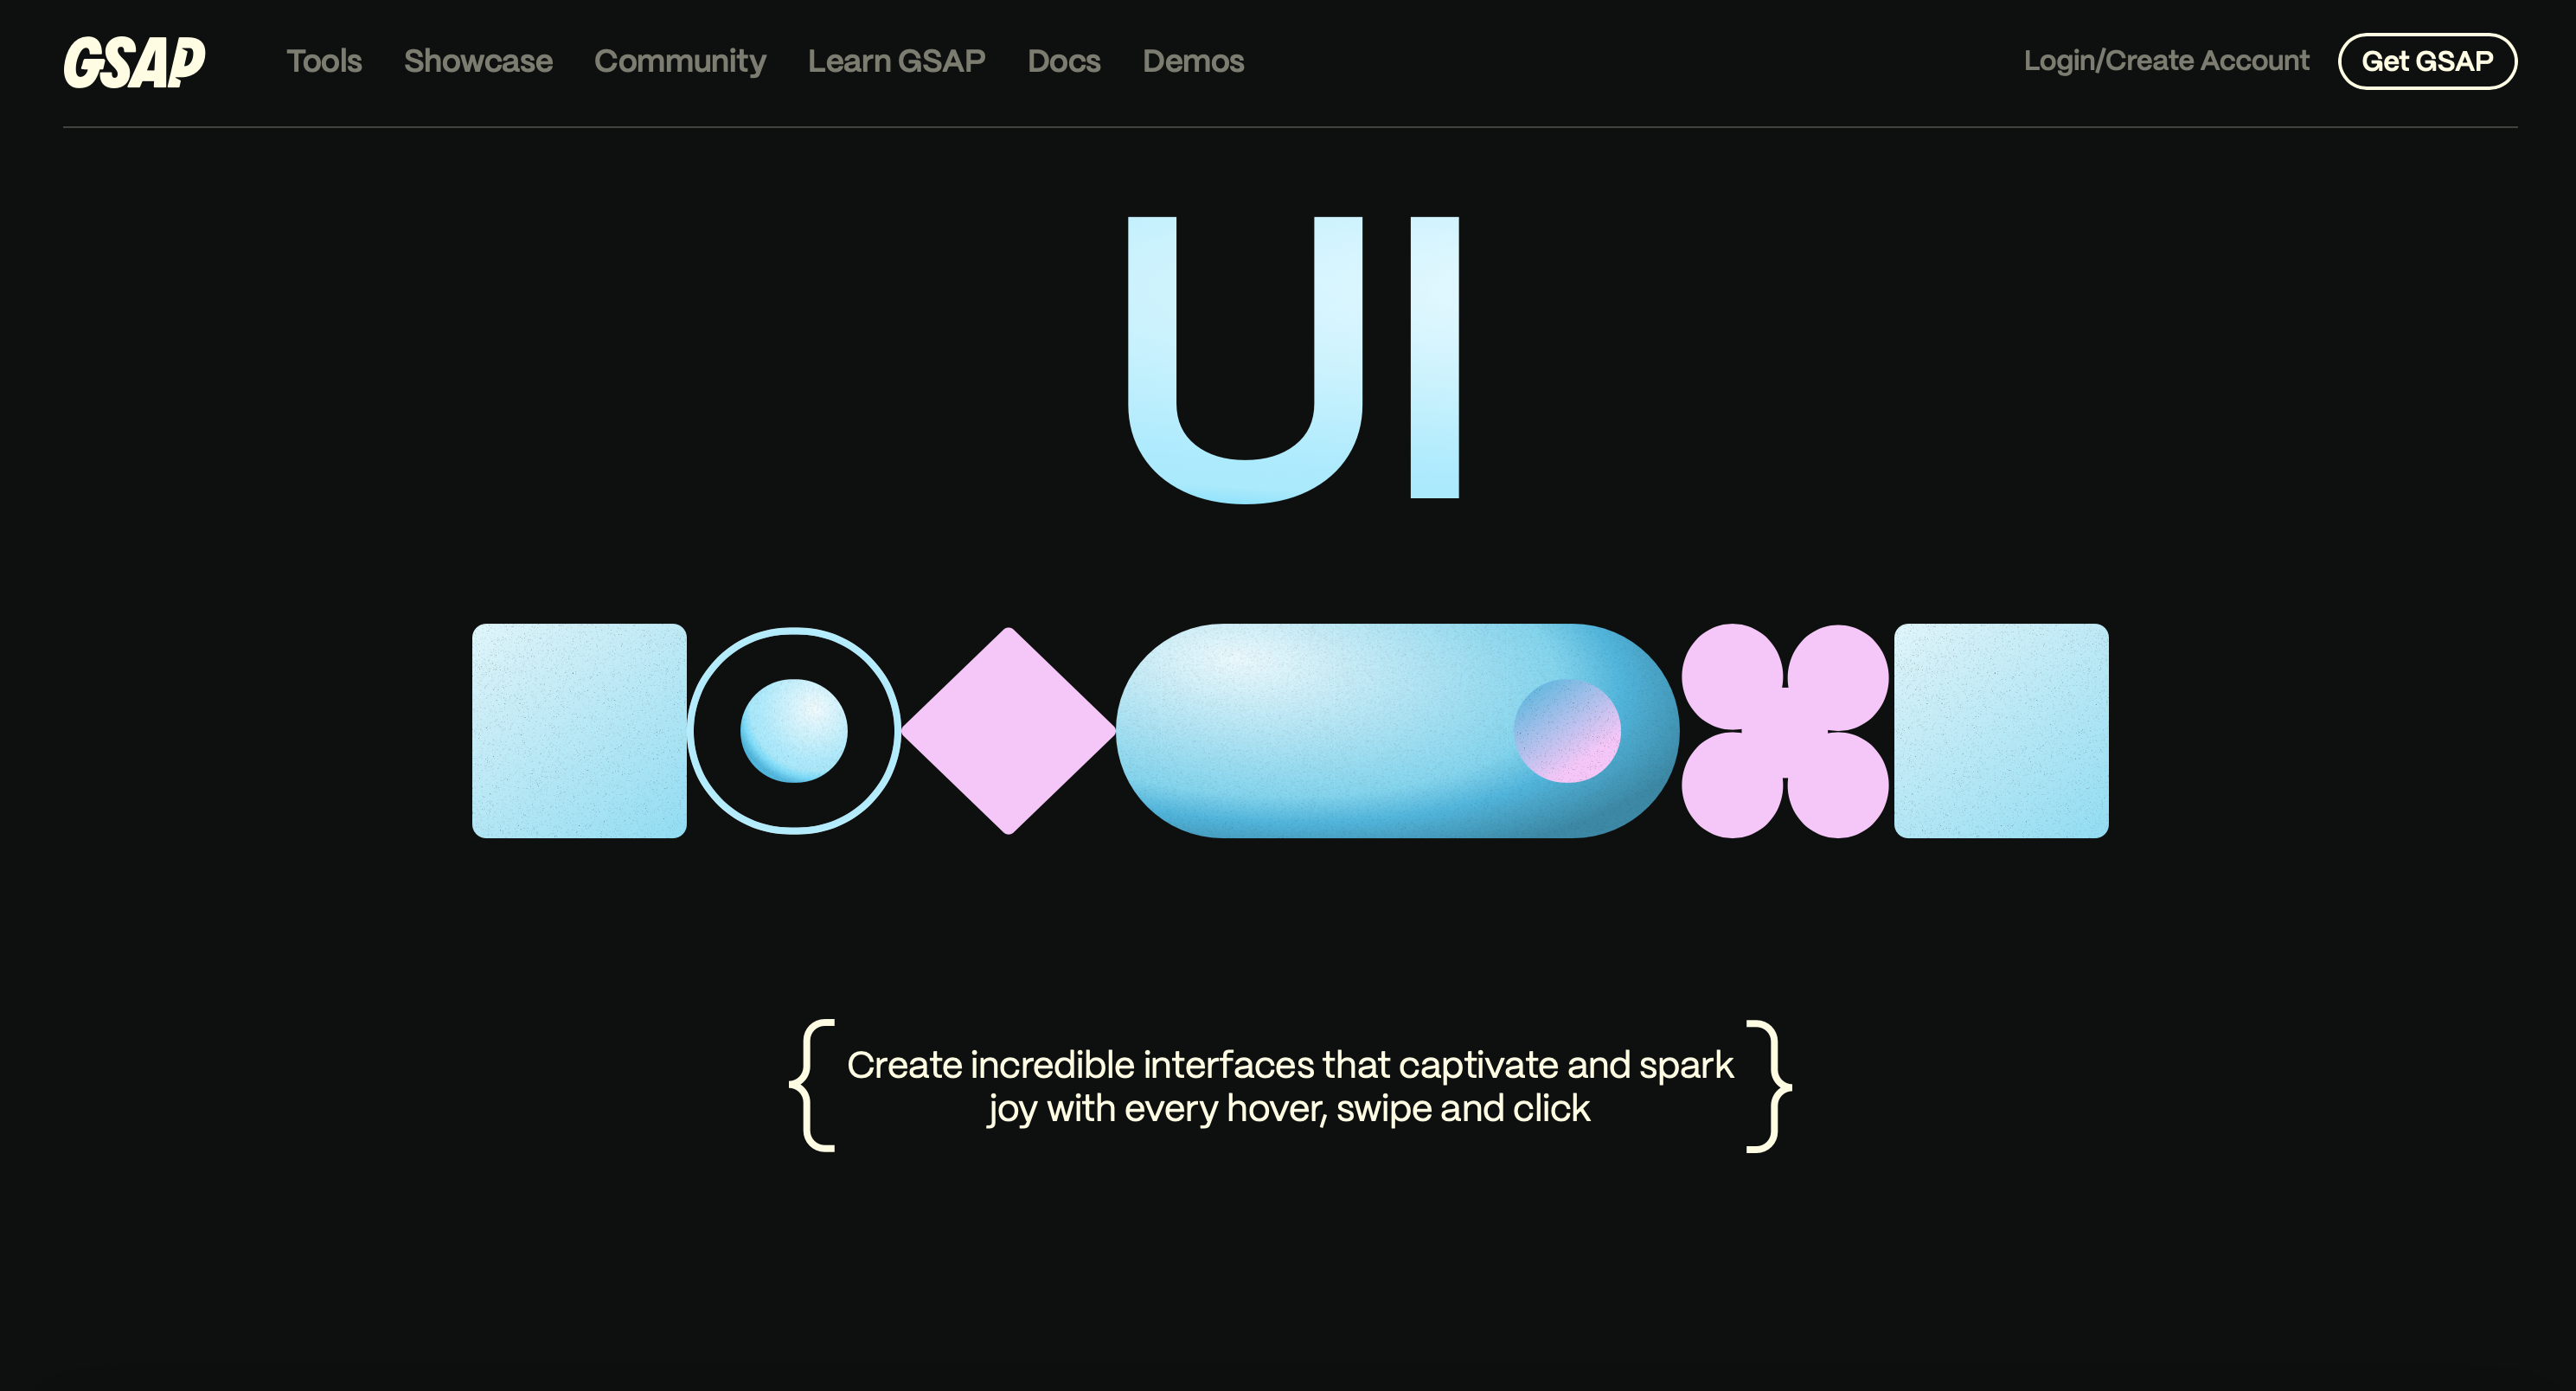 GSAP
Tools
Showcase
Community
Learn GSAP
Docs
Demos
Login/Create Account
Get GSAP
UI
{ Create incredible interfaces that captivate and spark
joy with every hover, swipe and click }